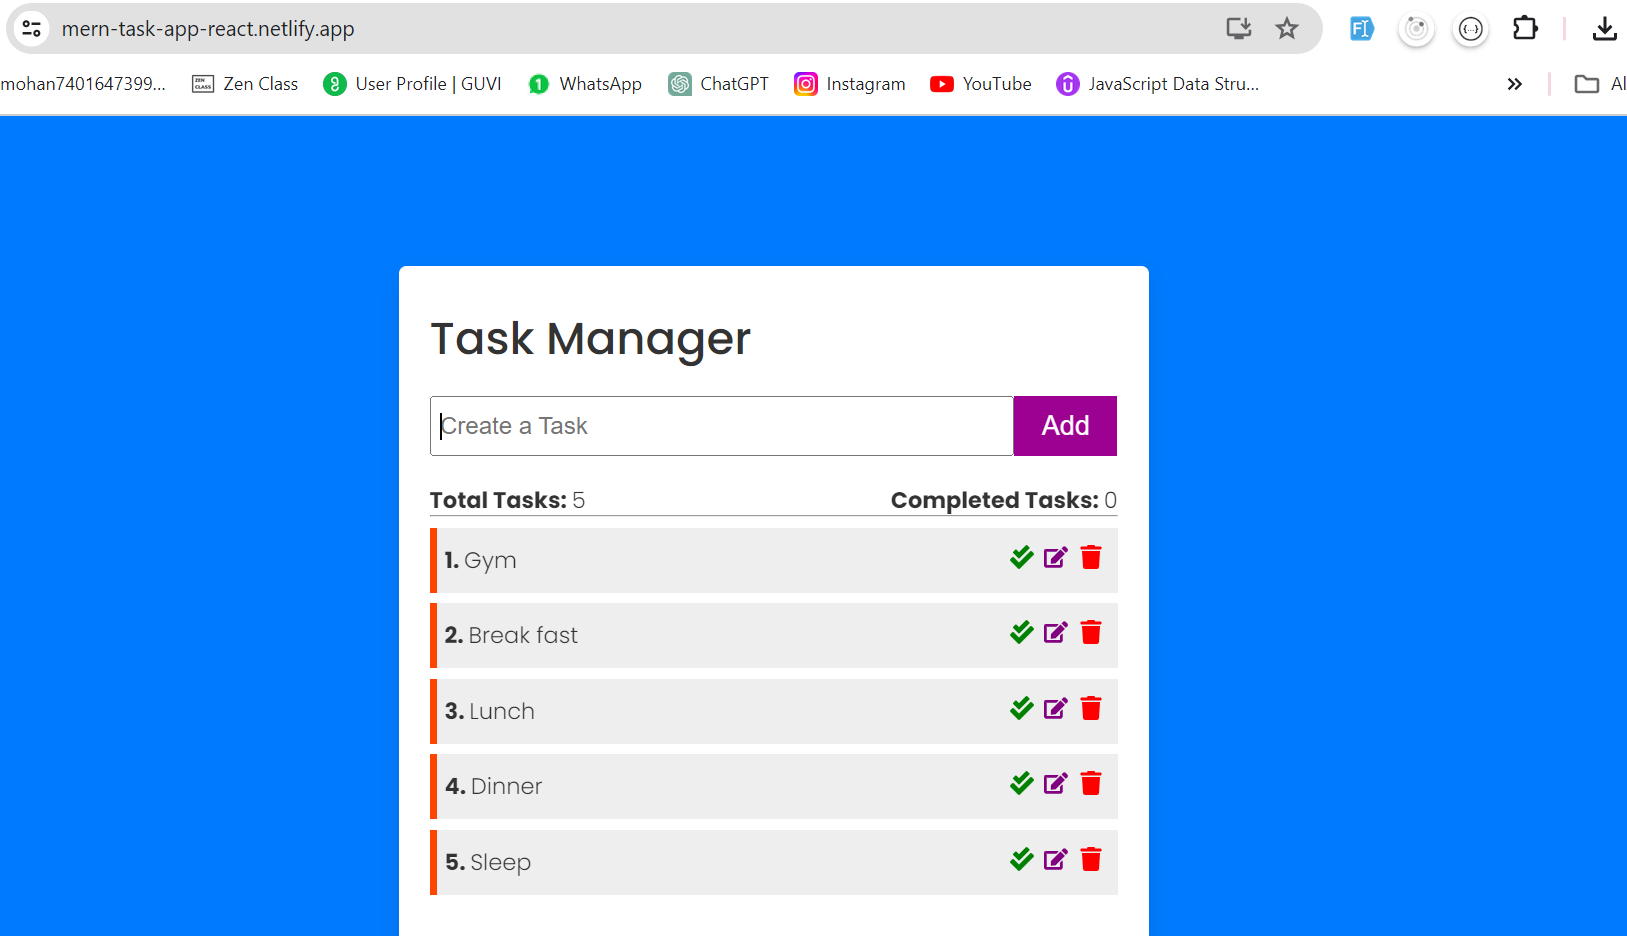 mern-task-app-react.netlify.app
mohan7401647399... Zen Class User Profile | GUVI WhatsApp ChatGPT Instagram YouTube JavaScript Data Stru... Al
Task Manager
Create a Task Add
Total Tasks: 5 Completed Tasks: 0
1. Gym
2. Break fast
3. Lunch
4. Dinner
5. Sleep